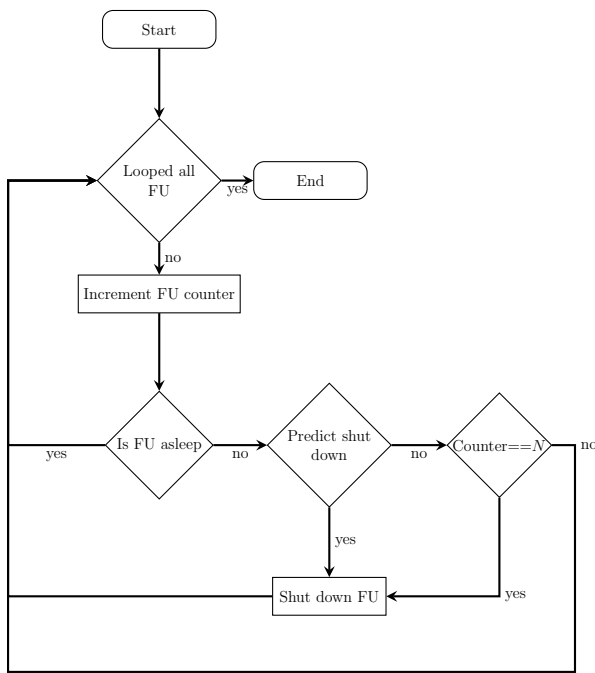 Start
Looped all
FU
yes
End
no
Increment FU counter
Is FU asleep
yes
no
Predict shut
down
no
Counter==N
no
yes
Shut down FU
yes